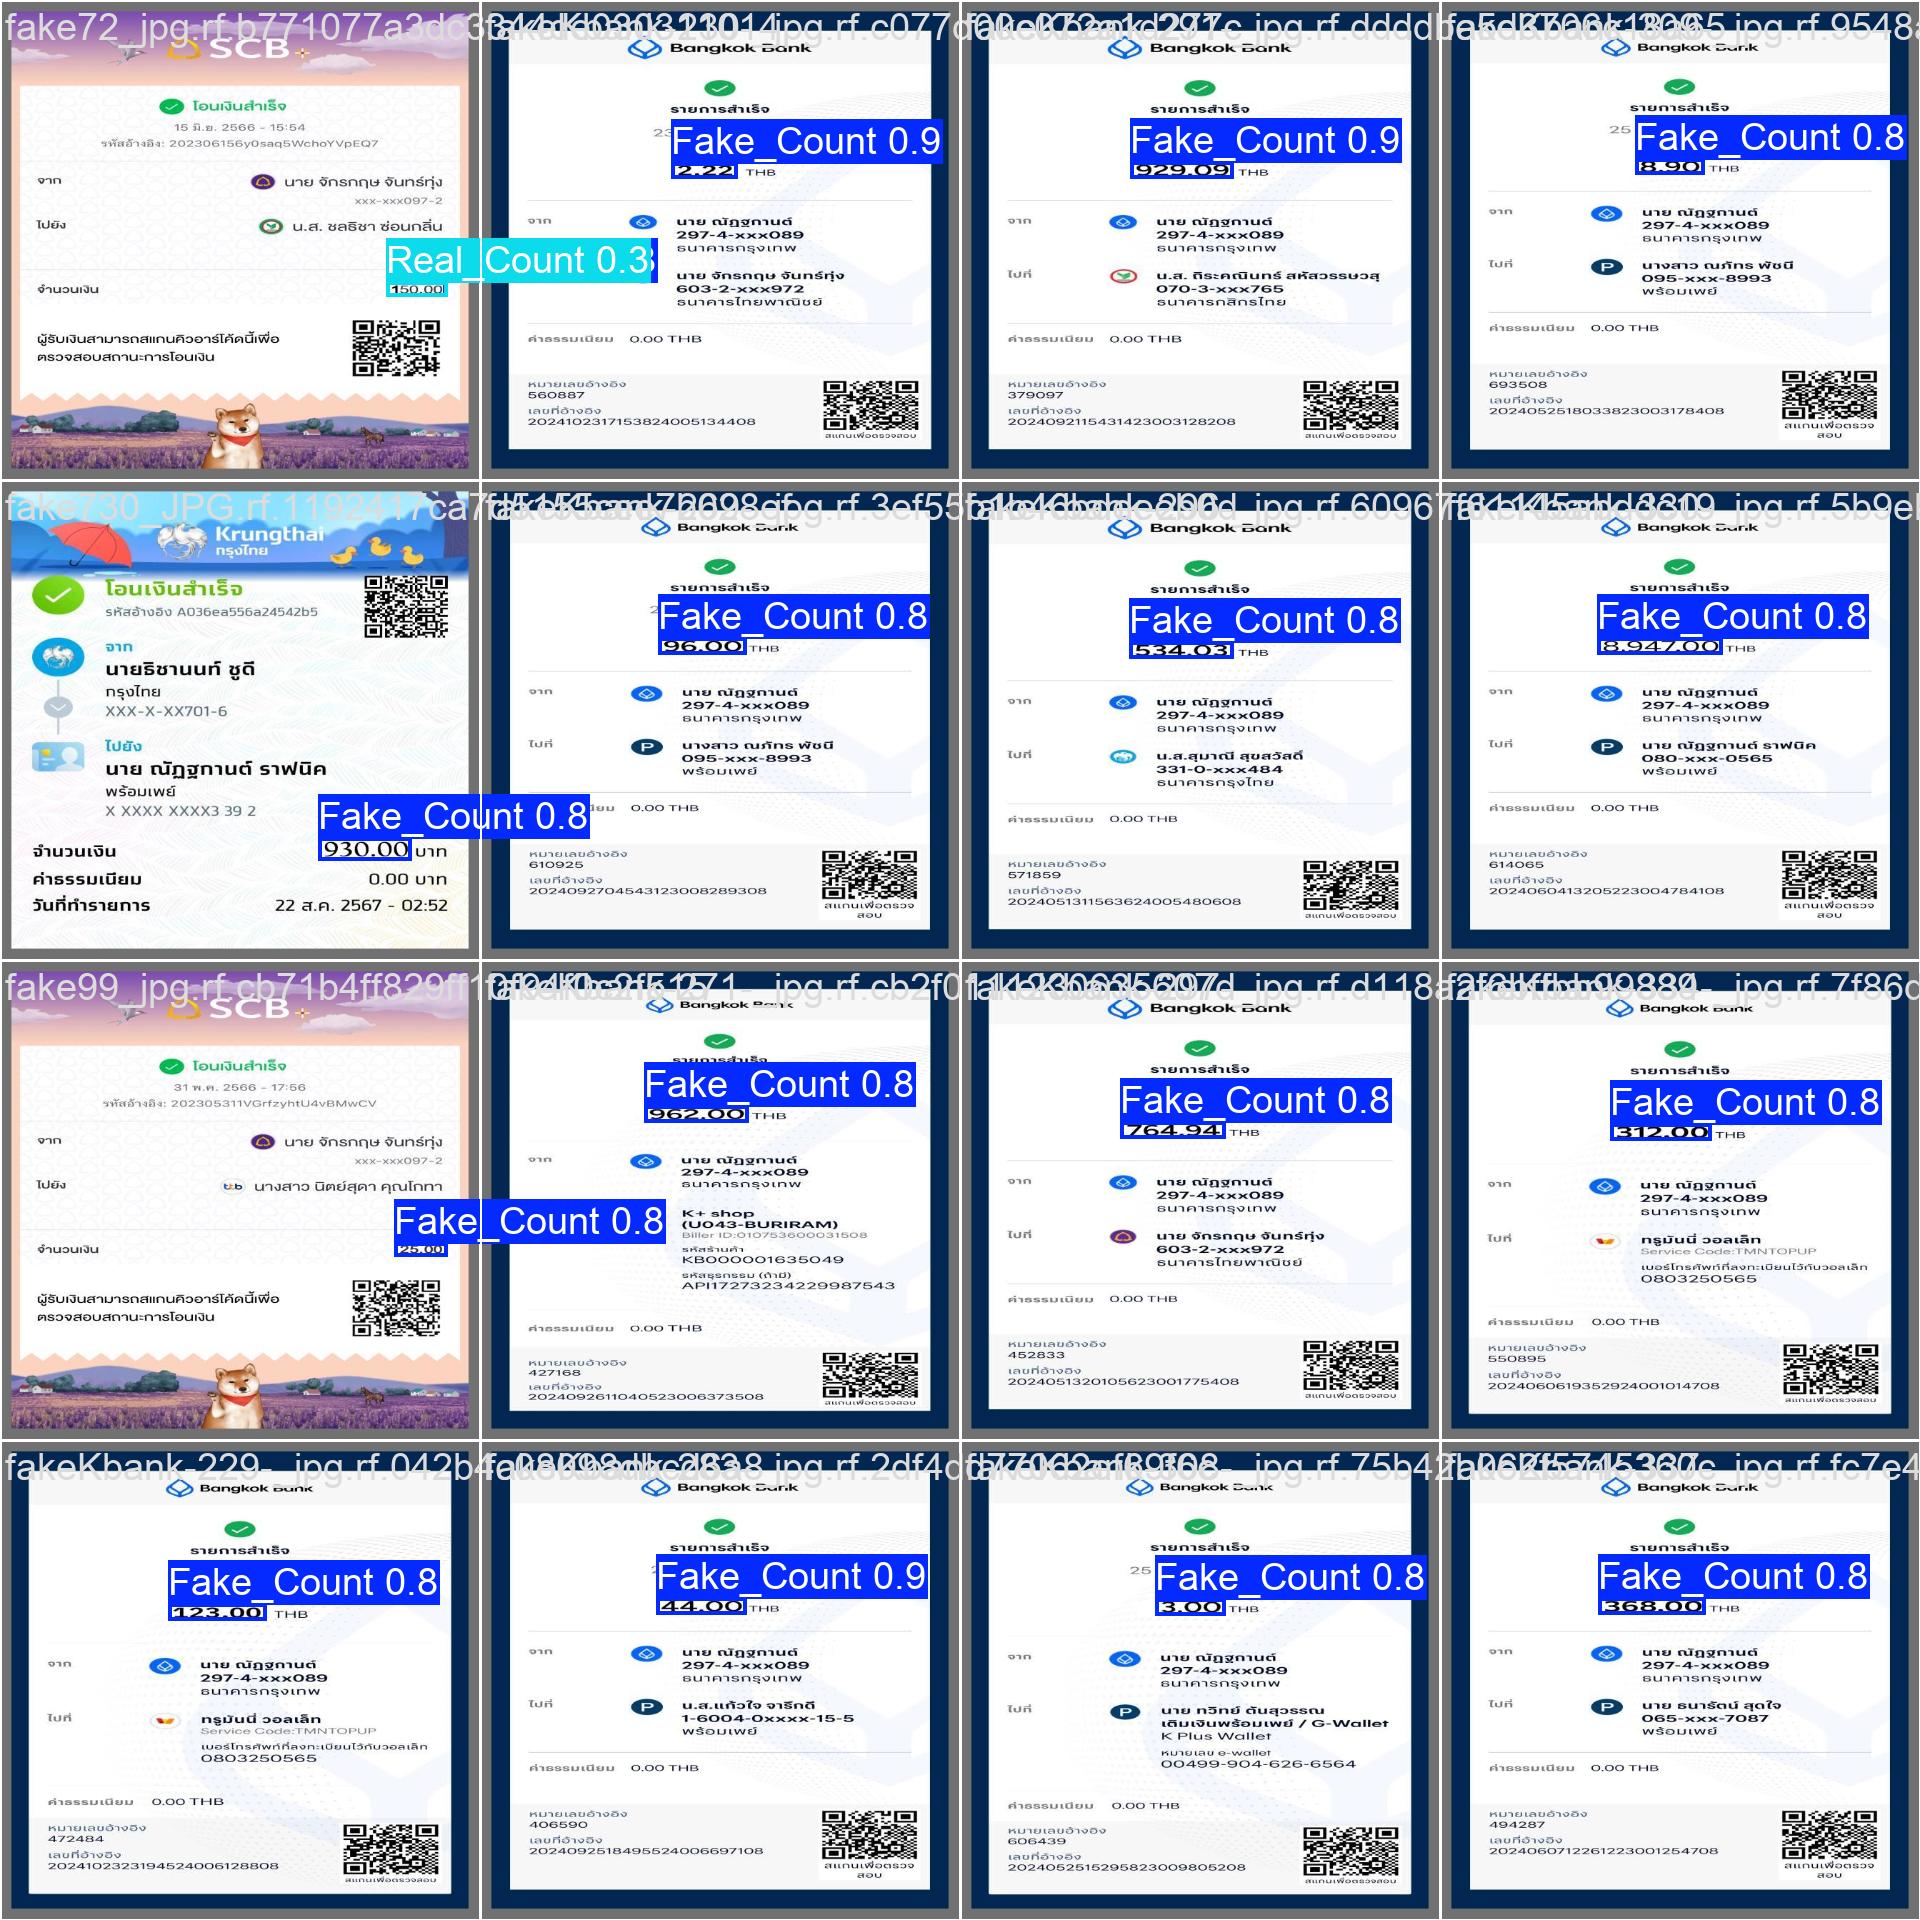 SCB
โอนเงินสำเร็จ
15 มิ.ย. 2566 - 15:54
รหัสอ้างอิง: 202306156y0saq5WchoYVpEQ7
จาก
นาย จักรกฤษ จันทร์ทุ่ง
xxx-xxx097-2
ไปยัง
น.ส. ชลธิชา ซ่อนกลิ่น
Real_Count 0.3
จำนวนเงิน
150.00
ผู้รับเงินสามารถสแกนคิวอาร์โค้ดนี้เพื่อ
ตรวจสอบสถานะการโอนเงิน
Bangkok Bank
รายการสำเร็จ
Fake_Count 0.9
2.22 THB
จาก
นาย ณัฏฐกานต์
297-4-xxx089
ธนาคารกรุงเทพ
นาย จักรกฤษ จันทร์ทุ่ง
603-2-xxx972
ธนาคารไทยพาณิชย์
ค่าธรรมเนียม 0.00 THB
หมายเลขอ้างอิง
560887
เลขที่อ้างอิง
2024102317153824005134408
สแกนเพื่อตรวจสอบ
Bangkok Bank
รายการสำเร็จ
Fake_Count 0.9
929.09 THB
จาก
นาย ณัฏฐกานต์
297-4-xxx089
ธนาคารกรุงเทพ
ไปที่
น.ส. ถิระคณินทร์ สหัสวรรษวสุ
070-3-xxx765
ธนาคารกสิกรไทย
ค่าธรรมเนียม 0.00 THB
หมายเลขอ้างอิง
379097
เลขที่อ้างอิง
2024092115431423003128208
สแกนเพื่อตรวจสอบ
Bangkok Bank
รายการสำเร็จ
25
Fake_Count 0.8
8.90 THB
จาก
นาย ณัฏฐกานต์
297-4-xxx089
ธนาคารกรุงเทพ
ไปที่
นางสาว ณภัทร พัชนี
095-xxx-8993
พร้อมเพย์
ค่าธรรมเนียม 0.00 THB
หมายเลขอ้างอิง
693508
เลขที่อ้างอิง
2024052518033823003178408
สแกนเพื่อตรวจ
สอบ
Krungthai
กรุงไทย
โอนเงินสำเร็จ
รหัสอ้างอิง A036ea556a24542b5
จาก
นายธิชานนท์ ชูดี
กรุงไทย
XXX-X-XX701-6
ไปยัง
นาย ณัฏฐกานต์ ราฟนิค
พร้อมเพย์
X XXXX XXXX3 39 2
Fake_Count 0.8
จำนวนเงิน 930.00 บาท
ค่าธรรมเนียม 0.00 บาท
วันที่ทำรายการ 22 ส.ค. 2567 - 02:52
Bangkok Bank
รายการสำเร็จ
Fake_Count 0.8
96.00 THB
จาก
นาย ณัฏฐกานต์
297-4-xxx089
ธนาคารกรุงเทพ
ไปที่
นางสาว ณภัทร พัชนี
095-xxx-8993
พร้อมเพย์
0.00 THB
หมายเลขอ้างอิง
610925
เลขที่อ้างอิง
2024092704543123008289308
สแกนเพื่อตรวจ
สอบ
Bangkok Bank
รายการสำเร็จ
Fake_Count 0.8
534.03 THB
จาก
นาย ณัฏฐกานต์
297-4-xxx089
ธนาคารกรุงเทพ
ไปที่
น.ส.สุมาณี สุขสวัสดิ์
331-0-xxx484
ธนาคารกรุงไทย
ค่าธรรมเนียม 0.00 THB
หมายเลขอ้างอิง
571859
เลขที่อ้างอิง
2024051311563624005480608
สแกนเพื่อตรวจสอบ
Bangkok Bank
รายการสำเร็จ
Fake_Count 0.8
8,947.00 THB
จาก
นาย ณัฏฐกานต์
297-4-xxx089
ธนาคารกรุงเทพ
ไปที่
นาย ณัฏฐกานต์ ราฟนิค
080-xxx-0565
พร้อมเพย์
ค่าธรรมเนียม 0.00 THB
หมายเลขอ้างอิง
614065
เลขที่อ้างอิง
2024060413205223004784108
สแกนเพื่อตรวจ
สอบ
SCB
โอนเงินสำเร็จ
31 พ.ค. 2566 - 17:56
รหัสอ้างอิง: 202305311VGrfzyhtU4vBMwCV
จาก
นาย จักรกฤษ จันทร์ทุ่ง
xxx-xxx097-2
ไปยัง
ttb นางสาว นิตย์สุดา คุณโกทา
Fake_Count 0.8
จำนวนเงิน
25.00
ผู้รับเงินสามารถสแกนคิวอาร์โค้ดนี้เพื่อ
ตรวจสอบสถานะการโอนเงิน
Bangkok Bank
รายการสำเร็จ
Fake_Count 0.8
962.00 THB
จาก
นาย ณัฏฐกานต์
297-4-xxx089
ธนาคารกรุงเทพ
K+ shop
(U043-BURIRAM)
Biller ID:010753600031508
รหัสร้านค้า
KB000001635049
รหัสธุรกรรม (ถ้ามี)
API17273234229987543
ค่าธรรมเนียม 0.00 THB
หมายเลขอ้างอิง
427168
เลขที่อ้างอิง
2024092611040523006373508
สแกนเพื่อตรวจสอบ
Bangkok Bank
รายการสำเร็จ
Fake_Count 0.8
764.94 THB
จาก
นาย ณัฏฐกานต์
297-4-xxx089
ธนาคารกรุงเทพ
ไปที่
นาย จักรกฤษ จันทร์ทุ่ง
603-2-xxx972
ธนาคารไทยพาณิชย์
ค่าธรรมเนียม 0.00 THB
หมายเลขอ้างอิง
452833
เลขที่อ้างอิง
2024051320105623001775408
สแกนเพื่อตรวจสอบ
Bangkok Bank
รายการสำเร็จ
Fake_Count 0.8
312.00 THB
จาก
นาย ณัฏฐกานต์
297-4-xxx089
ธนาคารกรุงเทพ
ไปที่
ทรูมันนี่ วอลเล็ท
Service Code:TMNTOPUP
เบอร์โทรศัพท์ที่ลงทะเบียนไว้กับวอลเล็ท
0803250565
ค่าธรรมเนียม 0.00 THB
หมายเลขอ้างอิง
550895
เลขที่อ้างอิง
2024060619352924001014708
สแกนเพื่อตรวจสอบ
fakeKbank-229-_jpg.rf.042b4
Bangkok Bank
รายการสำเร็จ
Fake_Count 0.8
123.00 THB
จาก
นาย ณัฏฐกานต์
297-4-xxx089
ธนาคารกรุงเทพ
ไปที่
ทรูมันนี่ วอลเล็ท
Service Code:TMNTOPUP
เบอร์โทรศัพท์ที่ลงทะเบียนไว้กับวอลเล็ท
0803250565
ค่าธรรมเนียม 0.00 THB
หมายเลขอ้างอิง
472484
เลขที่อ้างอิง
2024102323194524006128808
สแกนเพื่อตรวจสอบ
Bangkok Bank
รายการสำเร็จ
Fake_Count 0.9
44.00 THB
จาก
นาย ณัฏฐกานต์
297-4-xxx089
ธนาคารกรุงเทพ
ไปที่
น.ส.แก้วใจ จารึกดี
1-6004-0xxxx-15-5
พร้อมเพย์
ค่าธรรมเนียม 0.00 THB
หมายเลขอ้างอิง
406590
เลขที่อ้างอิง
2024092518495524006697108
สแกนเพื่อตรวจ
สอบ
Bangkok Bank
รายการสำเร็จ
25
Fake_Count 0.8
3.00 THB
จาก
นาย ณัฏฐกานต์
297-4-xxx089
ธนาคารกรุงเทพ
ไปที่
นาย ทวิทย์ ตันสุวรรณ
เติมเงินพร้อมเพย์ / G-Wallet
K Plus Wallet
หมายเลข e-wallet
00499-904-626-6564
ค่าธรรมเนียม 0.00 THB
หมายเลขอ้างอิง
606439
เลขที่อ้างอิง
2024052515295823009805208
สแกนเพื่อตรวจสอบ
Bangkok Bank
รายการสำเร็จ
Fake_Count 0.8
368.00 THB
จาก
นาย ณัฏฐกานต์
297-4-xxx089
ธนาคารกรุงเทพ
ไปที่
นาย ธนารัตน์ สุดใจ
065-xxx-7087
พร้อมเพย์
ค่าธรรมเนียม 0.00 THB
หมายเลขอ้างอิง
494287
เลขที่อ้างอิง
2024060712261223001254708
สแกนเพื่อตรวจ
สอบ